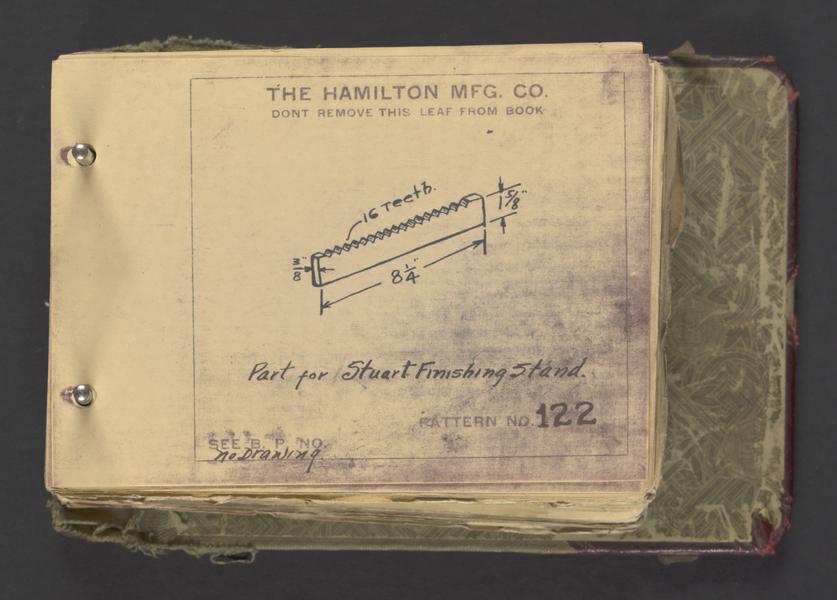 THE HAMILTON MFG. CO.
DONT REMOVE THIS LEAF FROM BOOK
16 Teeth.
5/8"
3/8"
8 1/4"
Part for Stuart Finishing Stand.
PATTERN NO. 122
SEE B. P. NO.
no Drawing.